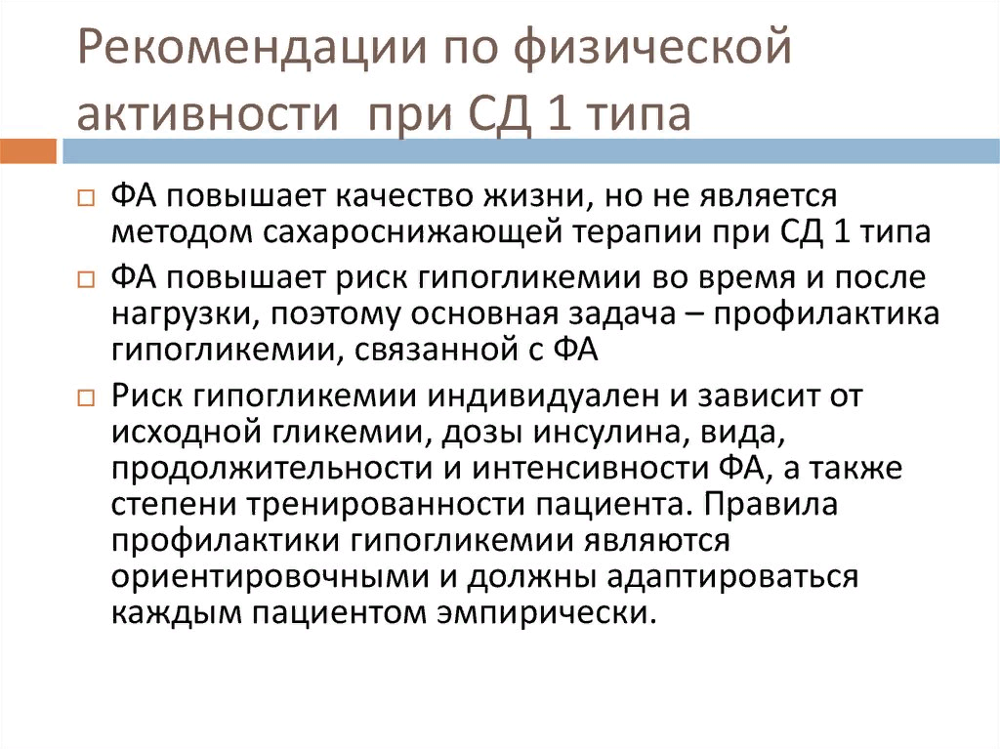 Рекомендации по физической
активности  при СД 1 типа
ФА повышает качество жизни, но не является
методом сахароснижающей терапии при СД 1 типа
ФА повышает риск гипогликемии во время и после
нагрузки, поэтому основная задача – профилактика
гипогликемии, связанной с ФА
Риск гипогликемии индивидуален и зависит от
исходной гликемии, дозы инсулина, вида,
продолжительности и интенсивности ФА, а также
степени тренированности пациента. Правила
профилактики гипогликемии являются
ориентировочными и должны адаптироваться
каждым пациентом эмпирически.